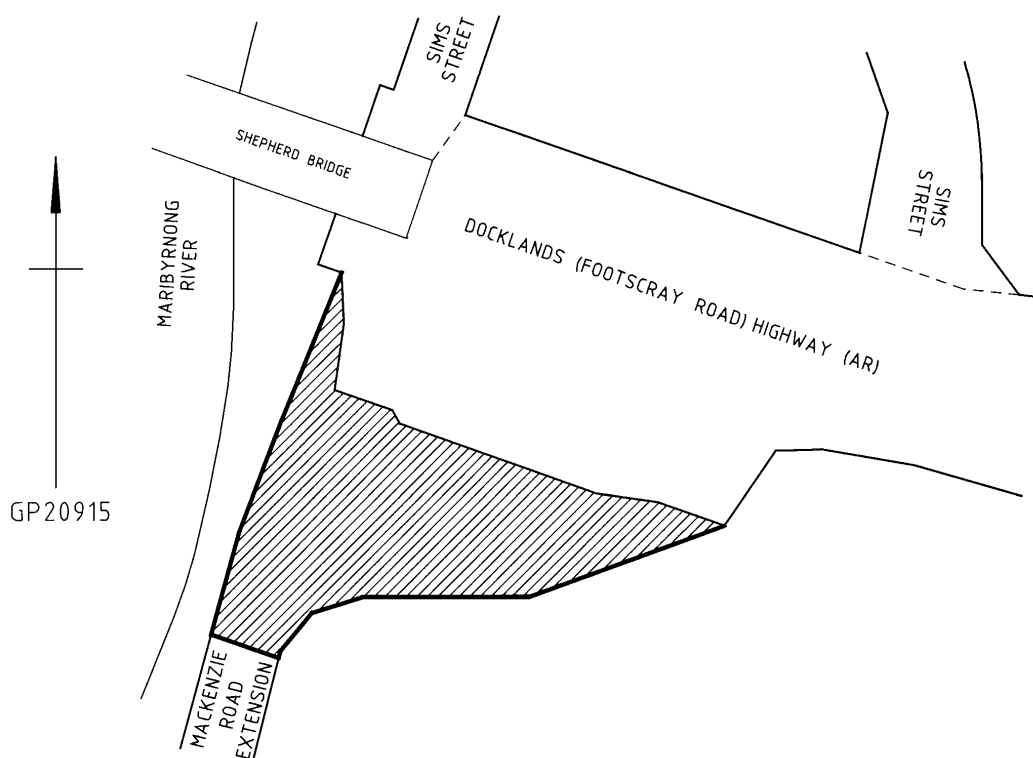 SIMS
STREET
SHEPHERD BRIDGE
SIMS
STREET
MARIBYRNONG
RIVER
DOCKLANDS (FOOTSCRAY ROAD) HIGHWAY (AR)
GP20915
MACKENZIE
ROAD
EXTENSION